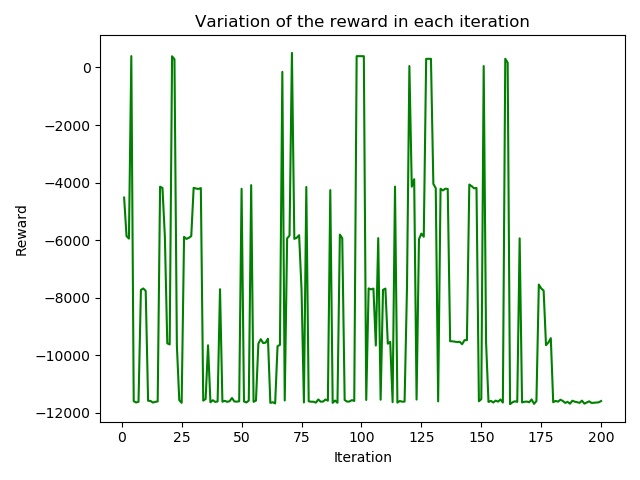 Variation of the reward in each iteration
Reward
0
−2000
−4000
−6000
−8000
−10000
−12000
0 25 50 75 100 125 150 175 200
Iteration